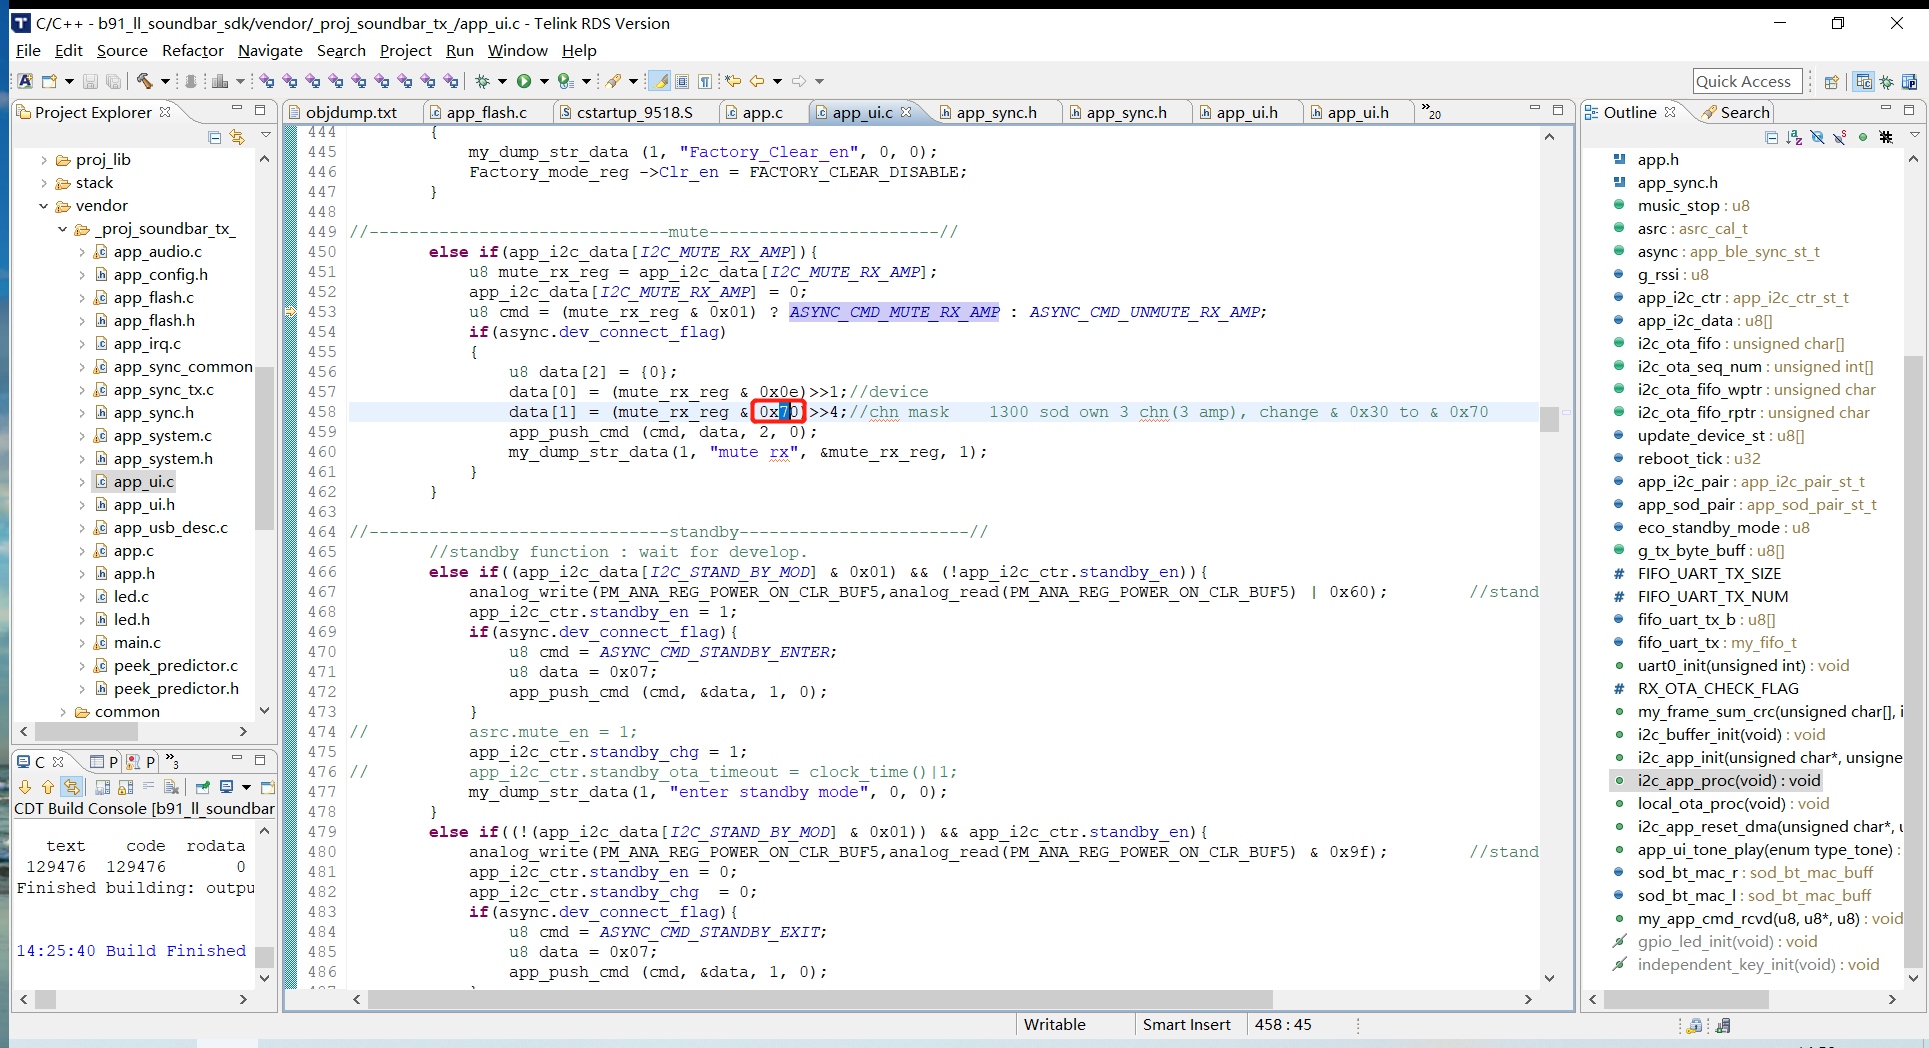 C/C++ - b91_ll_soundbar_sdk/vendor/_proj_soundbar_tx_/app_ui.c - Telink RDS Version
File Edit Source Refactor Navigate Search Project Run Window Help
Quick Access
Project Explorer
proj_lib
stack
vendor
_proj_soundbar_tx_
app_audio.c
app_config.h
app_flash.c
app_flash.h
app_irq.c
app_sync_common
app_sync_tx.c
app_sync.h
app_system.c
app_system.h
app_ui.c
app_ui.h
app_usb_desc.c
app.c
app.h
led.c
led.h
main.c
peek_predictor.c
peek_predictor.h
common
C P P »3
CDT Build Console [b91_ll_soundbar
text code rodata
129476 129476 0
Finished building: outpu
14:25:40 Build Finished
objdump.txt app_flash.c cstartup_9518.S app.c app_ui.c app_sync.h app_sync.h app_ui.h app_ui.h »20
444 {
445 my_dump_str_data (1, "Factory_Clear_en", 0, 0);
446 Factory_mode_reg ->Clr_en = FACTORY_CLEAR_DISABLE;
447 }
448
449 //------------------------------mute-----------------------//
450 else if(app_i2c_data[I2C_MUTE_RX_AMP]){
451 u8 mute_rx_reg = app_i2c_data[I2C_MUTE_RX_AMP];
452 app_i2c_data[I2C_MUTE_RX_AMP] = 0;
453 u8 cmd = (mute_rx_reg & 0x01) ? ASYNC_CMD_MUTE_RX_AMP : ASYNC_CMD_UNMUTE_RX_AMP;
454 if(async.dev_connect_flag)
455 {
456 u8 data[2] = {0};
457 data[0] = (mute_rx_reg & 0x0e)>>1;//device
458 data[1] = (mute_rx_reg & 0x70)>>4;//chn mask 1300 sod own 3 chn(3 amp), change & 0x30 to & 0x70
459 app_push_cmd (cmd, data, 2, 0);
460 my_dump_str_data(1, "mute rx", &mute_rx_reg, 1);
461 }
462 }
463
464 //------------------------------standby-----------------------//
465 //standby function : wait for develop.
466 else if((app_i2c_data[I2C_STAND_BY_MOD] & 0x01) && (!app_i2c_ctr.standby_en)){
467 analog_write(PM_ANA_REG_POWER_ON_CLR_BUF5,analog_read(PM_ANA_REG_POWER_ON_CLR_BUF5) | 0x60); //stand
468 app_i2c_ctr.standby_en = 1;
469 if(async.dev_connect_flag){
470 u8 cmd = ASYNC_CMD_STANDBY_ENTER;
471 u8 data = 0x07;
472 app_push_cmd (cmd, &data, 1, 0);
473 }
474 // asrc.mute_en = 1;
475 app_i2c_ctr.standby_chg = 1;
476 // app_i2c_ctr.standby_ota_timeout = clock_time()|1;
477 my_dump_str_data(1, "enter standby mode", 0, 0);
478 }
479 else if((!(app_i2c_data[I2C_STAND_BY_MOD] & 0x01)) && app_i2c_ctr.standby_en){
480 analog_write(PM_ANA_REG_POWER_ON_CLR_BUF5,analog_read(PM_ANA_REG_POWER_ON_CLR_BUF5) & 0x9f); //stand
481 app_i2c_ctr.standby_en = 0;
482 app_i2c_ctr.standby_chg = 0;
483 if(async.dev_connect_flag){
484 u8 cmd = ASYNC_CMD_STANDBY_EXIT;
485 u8 data = 0x07;
486 app_push_cmd (cmd, &data, 1, 0);
Outline Search
app.h
app_sync.h
music_stop : u8
asrc : asrc_cal_t
async : app_ble_sync_st_t
g_rssi : u8
app_i2c_ctr : app_i2c_ctr_st_t
app_i2c_data : u8[]
i2c_ota_fifo : unsigned char[]
i2c_ota_seq_num : unsigned int[]
i2c_ota_fifo_wptr : unsigned char
i2c_ota_fifo_rptr : unsigned char
update_device_st : u8[]
reboot_tick : u32
app_i2c_pair : app_i2c_pair_st_t
app_sod_pair : app_sod_pair_st_t
eco_standby_mode : u8
g_tx_byte_buff : u8[]
FIFO_UART_TX_SIZE
FIFO_UART_TX_NUM
fifo_uart_tx_b : u8[]
fifo_uart_tx : my_fifo_t
uart0_init(unsigned int) : void
RX_OTA_CHECK_FLAG
my_frame_sum_crc(unsigned char[], i
i2c_buffer_init(void) : void
i2c_app_init(unsigned char*, unsigne
i2c_app_proc(void) : void
local_ota_proc(void) : void
i2c_app_reset_dma(unsigned char*, u
app_ui_tone_play(enum type_tone) :
sod_bt_mac_r : sod_bt_mac_buff
sod_bt_mac_l : sod_bt_mac_buff
my_app_cmd_rcvd(u8, u8*, u8) : void
gpio_led_init(void) : void
independent_key_init(void) : void
Writable Smart Insert 458 : 45